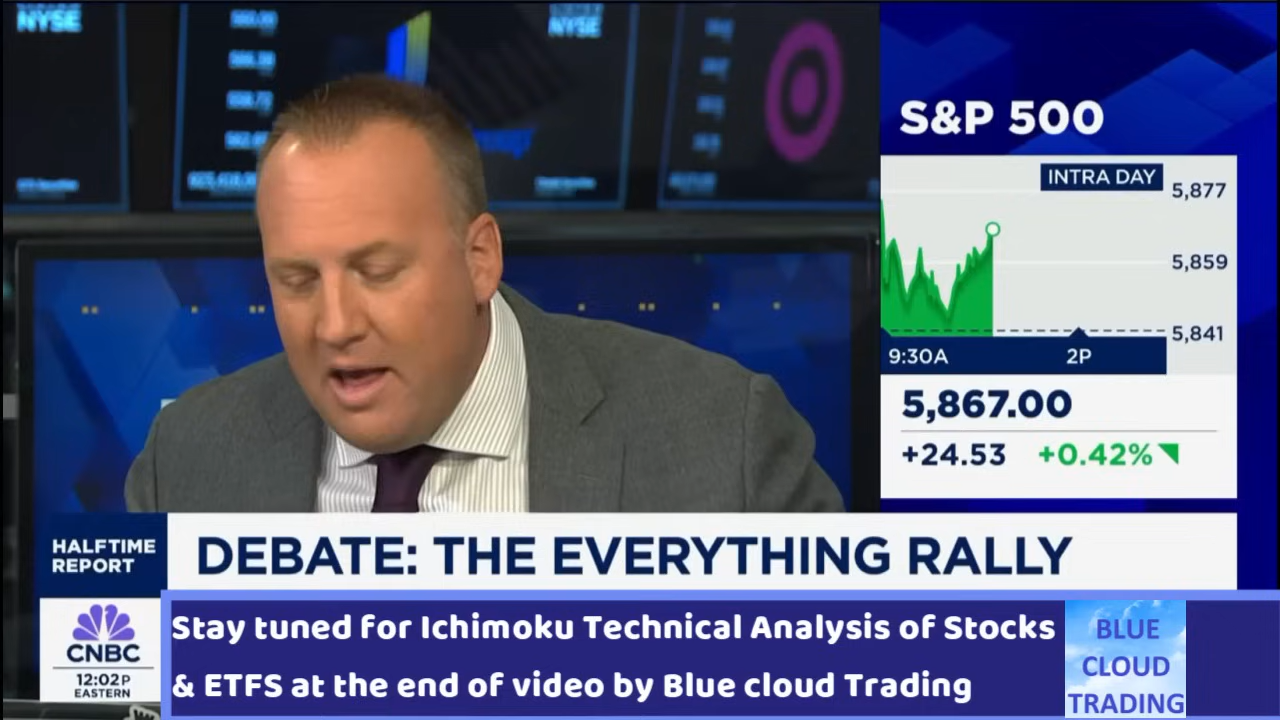 NYSE
NYSE
S&P 500
INTRA DAY
5,877
5,859
5,841
9:30A
2P
5,867.00
+24.53
+0.42%
HALFTIME
REPORT
DEBATE: THE EVERYTHING RALLY
CNBC
12:02P
EASTERN
Stay tuned for Ichimoku Technical Analysis of Stocks
& ETFS at the end of video by Blue cloud Trading
BLUE
CLOUD
TRADING